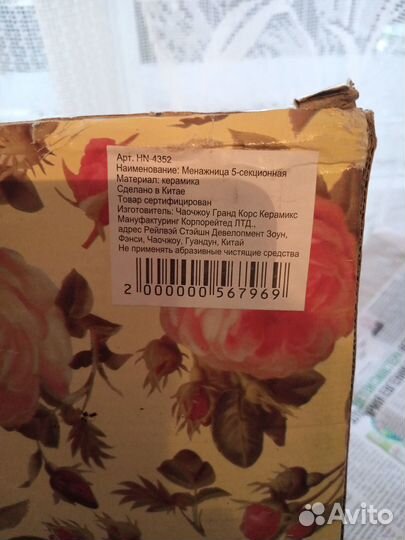 Арт. HN-4352
Наименование: Менажница 5-секционная
Материал: керамика
Сделано в Китае
Товар сертифицирован
Изготовитель: Чаочжоу Гранд Корс Керамикс
Мануфактуринг Корпорейтед ЛТД.,
адрес Рейлвэй Стэйшн Девелопмент Зоун,
Фэнси, Чаочжоу, Гуандун, Китай
Не применять абразивные чистящие средства
2 000000 567969
Avito